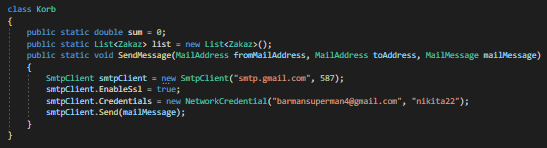 class Korb
{
public static double sum = 0;
public static List<Zakaz> list = new List<Zakaz>();
public static void SendMessage(MailAddress fromMailAddress, MailAddress toAddress, MailMessage mailMessage)
{
SmtpClient smtpClient = new SmtpClient("smtp.gmail.com", 587);
smtpClient.EnableSsl = true;
smtpClient.Credentials = new NetworkCredential("barmansuperman4@gmail.com", "nikita22");
smtpClient.Send(mailMessage);
}
}